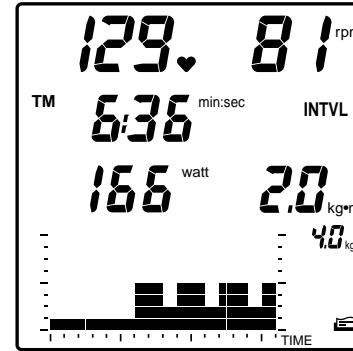 129 ♥ 81 rpm
TM 6:36 min:sec INTVL
166 watt 2.0 kg•m
4.0 kg
TIME